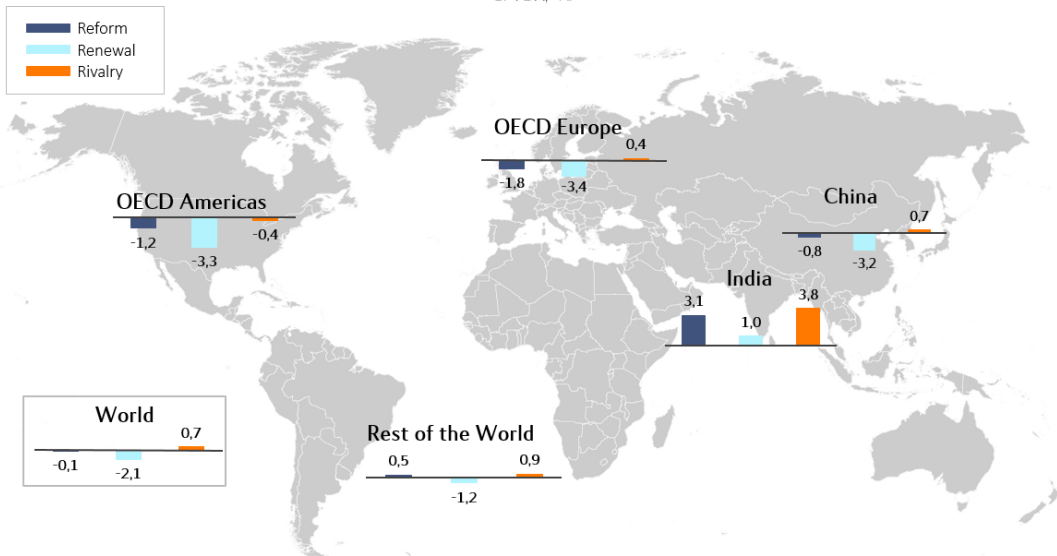 Reform
Renewal
Rivalry
OECD Europe
0,4
-1,8
-3,4
OECD Americas
-1,2
-3,3
-0,4
China
0,7
-0,8
-3,2
India
3,1
1,0
3,8
World
0,7
-0,1
-2,1
Rest of the World
0,5
0,9
-1,2